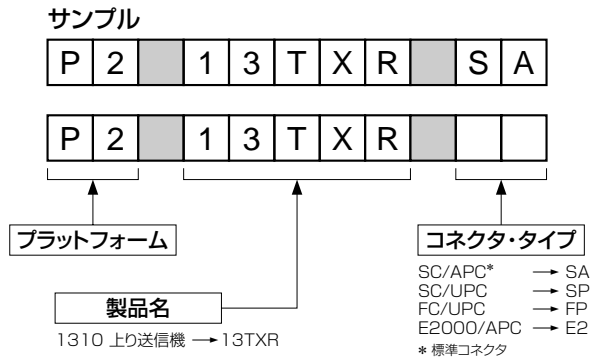 サンプル
P 2 1 3 T X R S A
P 2 1 3 T X R
プラットフォーム
コネクタ・タイプ
SC/APC* → SA
SC/UPC → SP
FC/UPC → FP
E2000/APC → E2
* 標準コネクタ
製品名
1310 上り送信機 → 13TXR